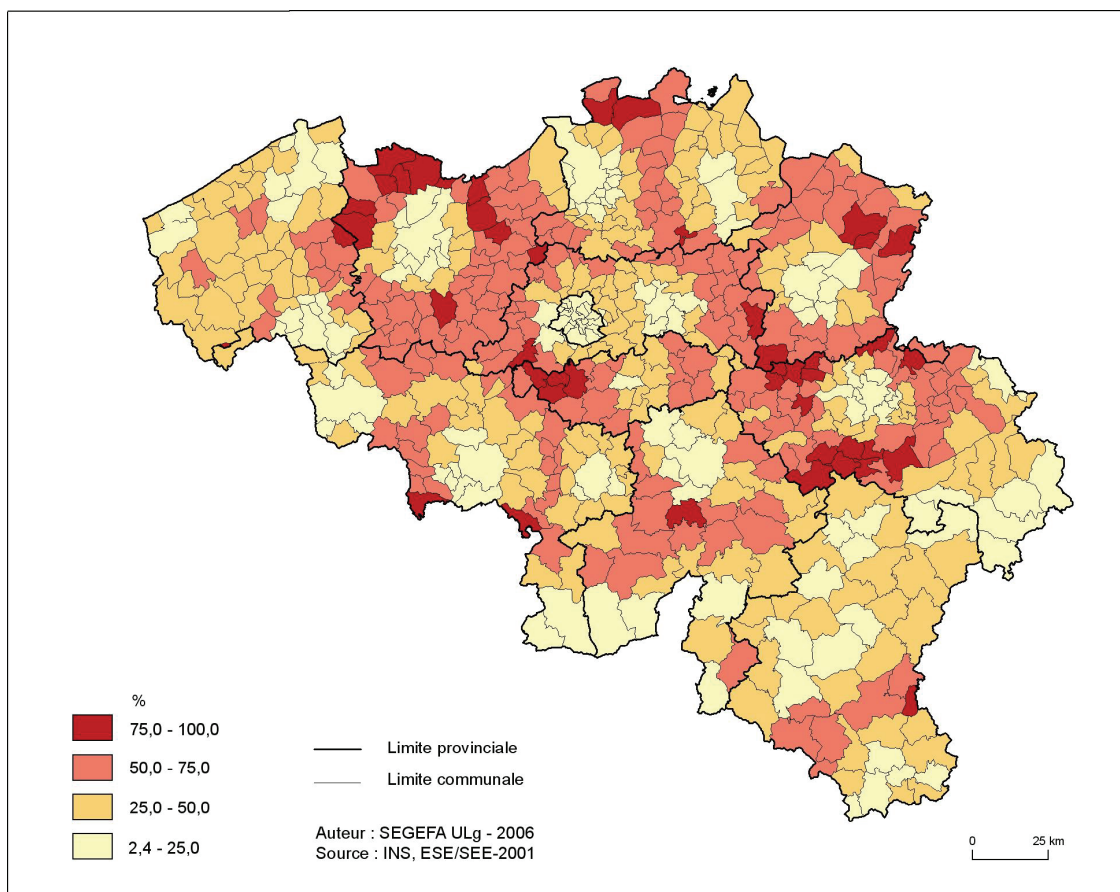 %
75,0 - 100,0
50,0 - 75,0
25,0 - 50,0
2,4 - 25,0
Limite provinciale
Limite communale
Auteur : SEGEFA ULg - 2006
Source : INS, ESE/SEE-2001
0 25 km